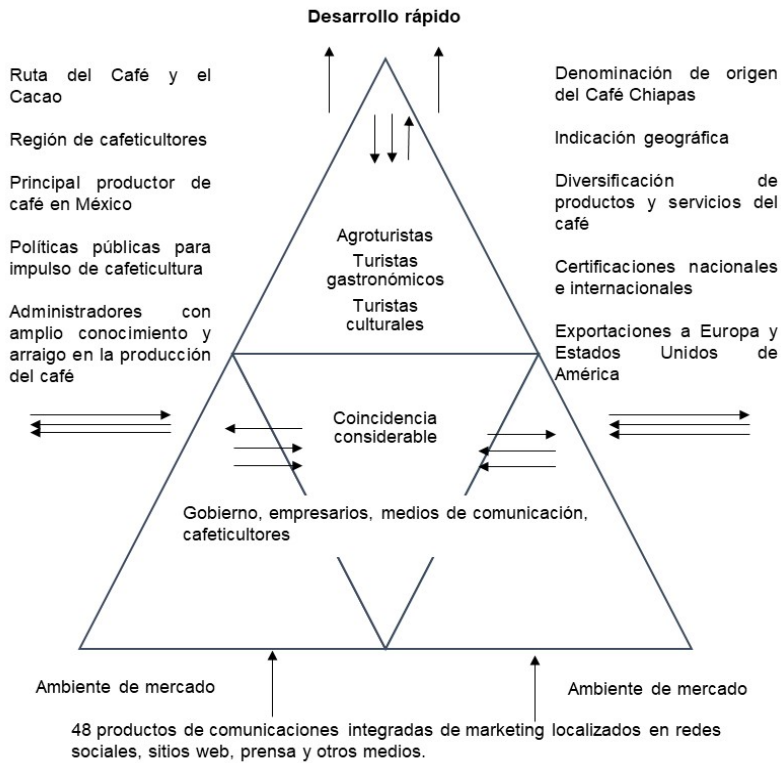 Desarrollo rápido
Ruta del Café y el
Cacao
Región de cafeticultores
Principal productor de
café en México
Políticas públicas para
impulso de cafeticultura
Administradores con
amplio conocimiento y
arraigo en la producción
del café
Agroturistas
Turistas
gastronómicos
Turistas
culturales
Denominación de origen
del Café Chiapas
Indicación geográfica
Diversificación de
productos y servicios del
café
Certificaciones nacionales
e internacionales
Exportaciones a Europa y
Estados Unidos de
América
Coincidencia
considerable
Gobierno, empresarios, medios de comunicación,
cafeticultores
Ambiente de mercado
Ambiente de mercado
48 productos de comunicaciones integradas de marketing localizados en redes
sociales, sitios web, prensa y otros medios.